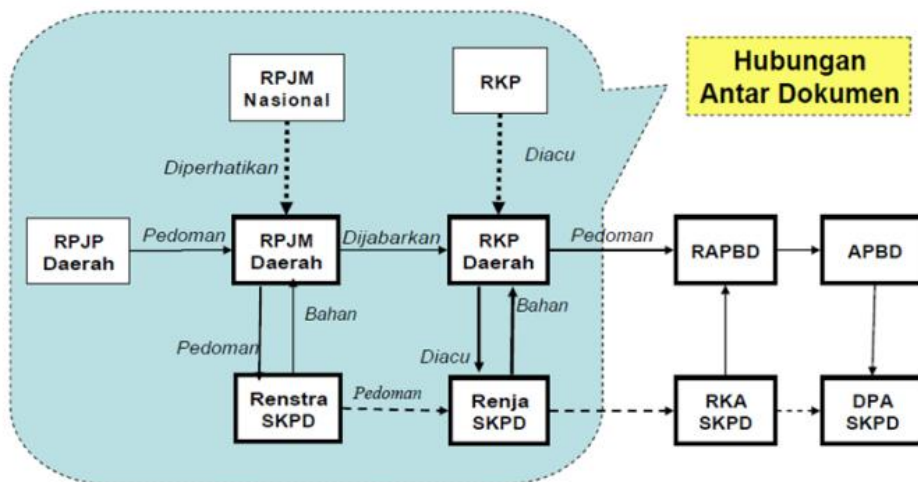 Hubungan
Antar Dokumen
RPJM
Nasional
RKP
Diperhatikan
Diacu
RPJP
Daerah
Pedoman
RPJM
Daerah
Dijabarkan
RKP
Daerah
Pedoman
RAPBD
APBD
Pedoman
Bahan
Diacu
Bahan
Renstra
SKPD
Pedoman
Renja
SKPD
RKA
SKPD
DPA
SKPD